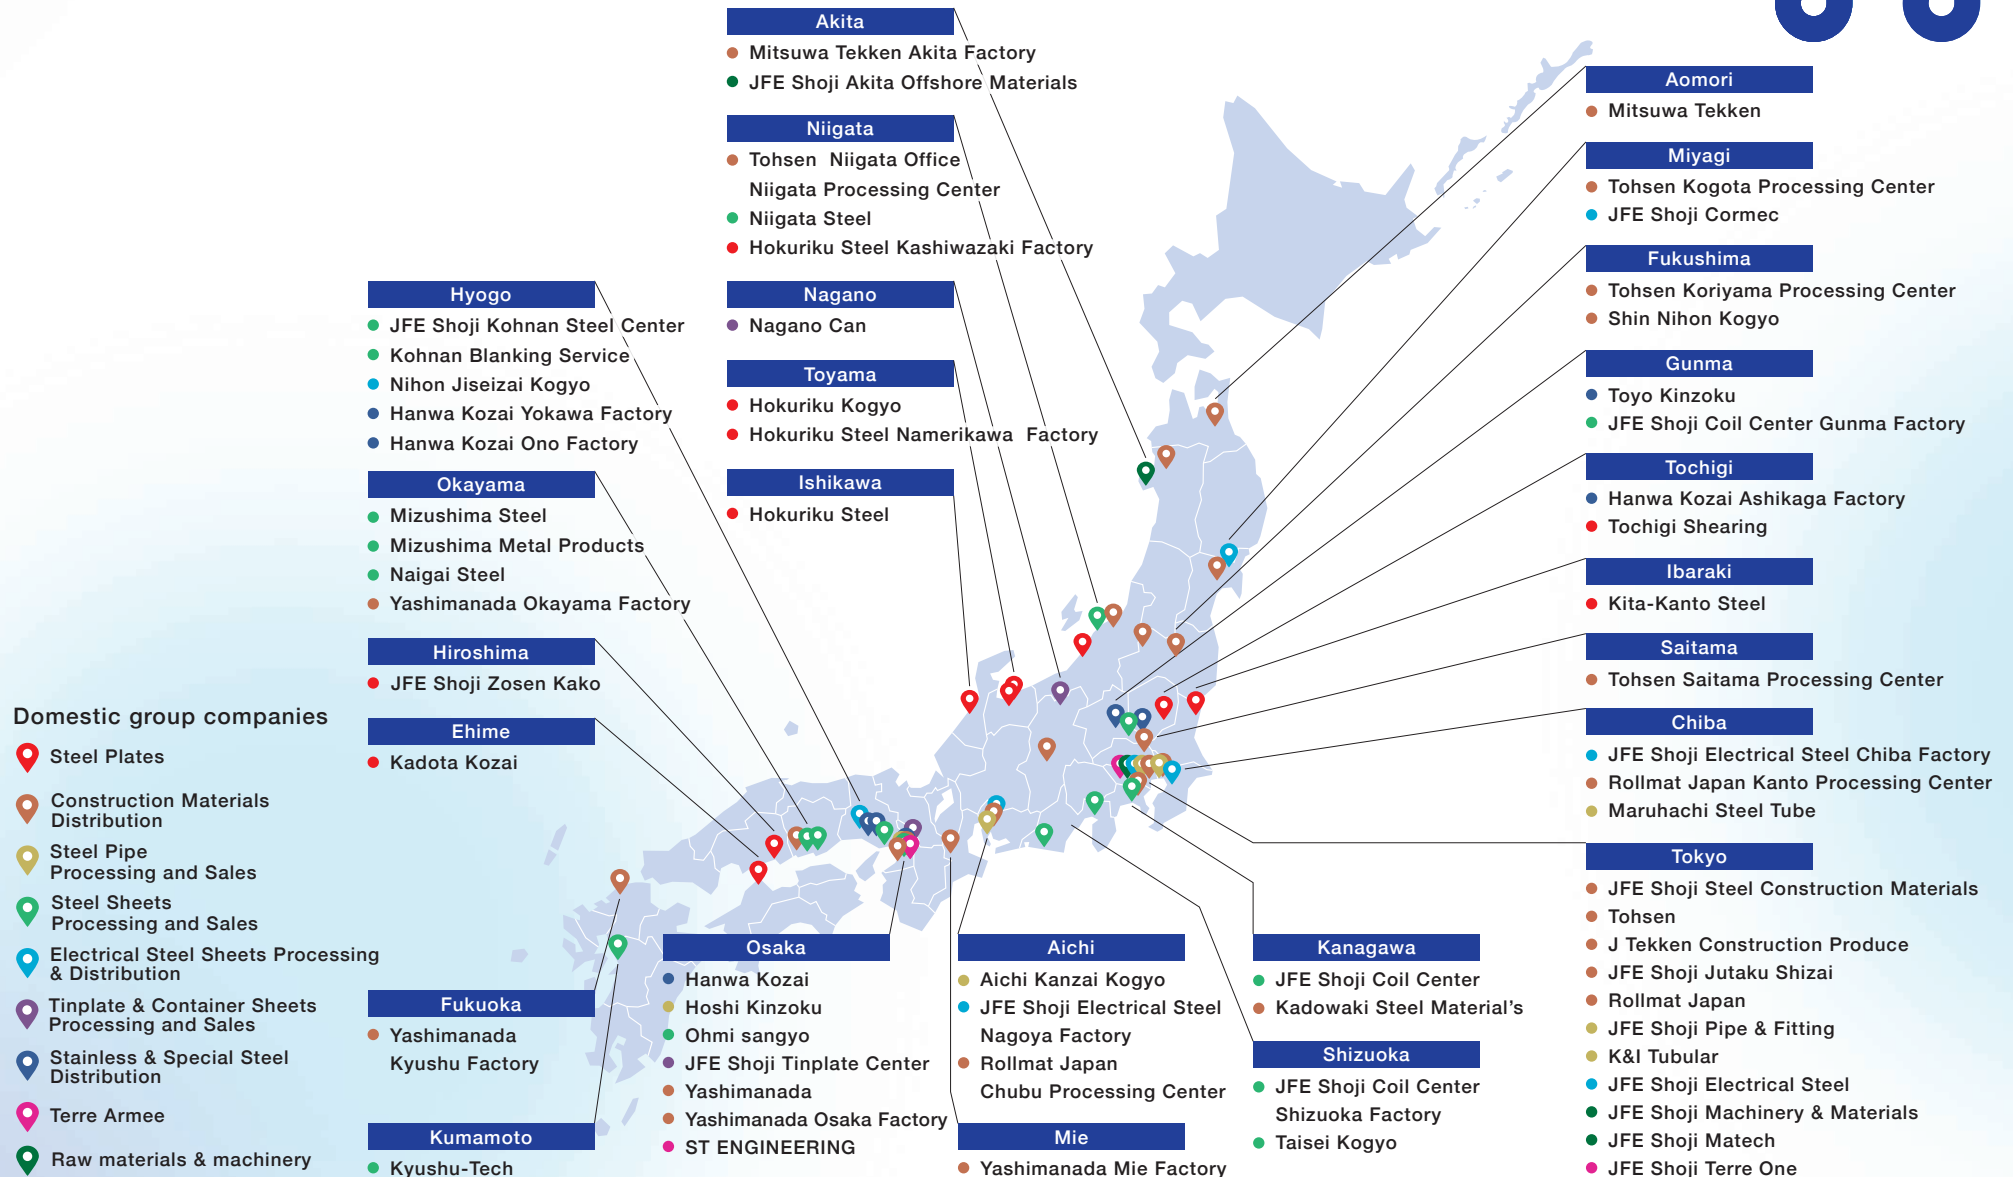 Akita
Mitsuwa Tekken Akita Factory
JFE Shoji Akita Offshore Materials
Niigata
Tohsen Niigata Office
Niigata Processing Center
Niigata Steel
Hokuriku Steel Kashiwazaki Factory
Nagano
Nagano Can
Toyama
Hokuriku Kogyo
Hokuriku Steel Namerikawa Factory
Ishikawa
Hokuriku Steel
Hyogo
JFE Shoji Kohnan Steel Center
Kohnan Blanking Service
Nihon Jiseizai Kogyo
Hanwa Kozai Yokawa Factory
Hanwa Kozai Ono Factory
Okayama
Mizushima Steel
Mizushima Metal Products
Naigai Steel
Yashimanada Okayama Factory
Hiroshima
JFE Shoji Zosen Kako
Ehime
Kadota Kozai
Domestic group companies
Steel Plates
Construction Materials
Distribution
Steel Pipe
Processing and Sales
Steel Sheets
Processing and Sales
Electrical Steel Sheets Processing
& Distribution
Tinplate & Container Sheets
Processing and Sales
Stainless & Special Steel
Distribution
Terre Armee
Raw materials & machinery
Fukuoka
Yashimanada
Kyushu Factory
Kumamoto
Kyushu-Tech
Osaka
Hanwa Kozai
Hoshi Kinzoku
Ohmi sangyo
JFE Shoji Tinplate Center
Yashimanada
Yashimanada Osaka Factory
ST ENGINEERING
Aichi
Aichi Kanzai Kogyo
JFE Shoji Electrical Steel
Nagoya Factory
Rollmat Japan
Chubu Processing Center
Mie
Yashimanada Mie Factory
Kanagawa
JFE Shoji Coil Center
Kadowaki Steel Material's
Shizuoka
JFE Shoji Coil Center
Shizuoka Factory
Taisei Kogyo
Aomori
Mitsuwa Tekken
Miyagi
Tohsen Kogota Processing Center
JFE Shoji Cormec
Fukushima
Tohsen Koriyama Processing Center
Shin Nihon Kogyo
Gunma
Toyo Kinzoku
JFE Shoji Coil Center Gunma Factory
Tochigi
Hanwa Kozai Ashikaga Factory
Tochigi Shearing
Ibaraki
Kita-Kanto Steel
Saitama
Tohsen Saitama Processing Center
Chiba
JFE Shoji Electrical Steel Chiba Factory
Rollmat Japan Kanto Processing Center
Maruhachi Steel Tube
Tokyo
JFE Shoji Steel Construction Materials
Tohsen
J Tekken Construction Produce
JFE Shoji Jutaku Shizai
Rollmat Japan
JFE Shoji Pipe & Fitting
K&I Tubular
JFE Shoji Electrical Steel
JFE Shoji Machinery & Materials
JFE Shoji Matech
JFE Shoji Terre One